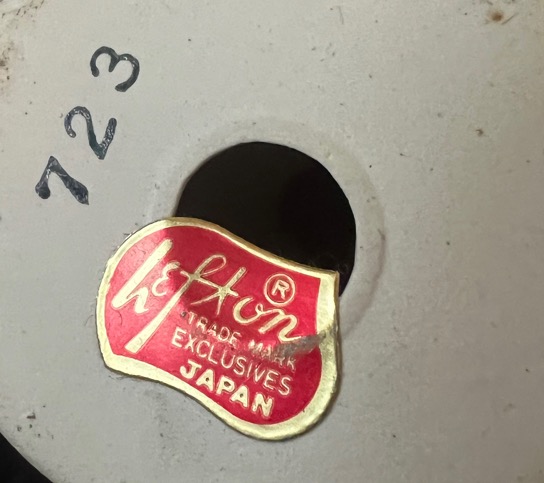 723
Lefton ®
TRADE MARK
EXCLUSIVES
JAPAN